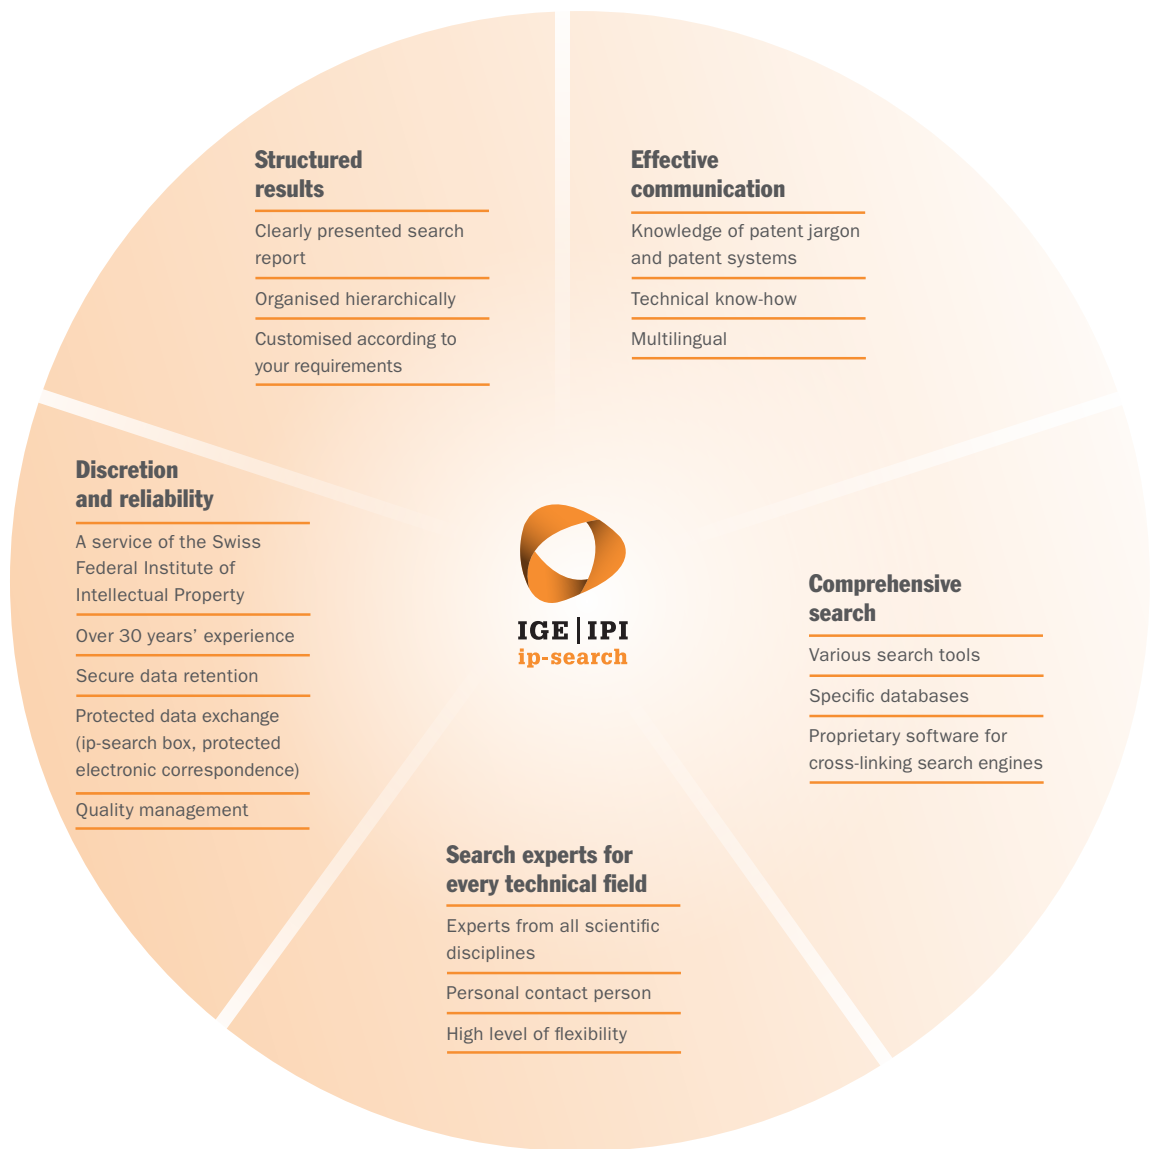 Structured
results
Clearly presented search
report
Organised hierarchically
Customised according to
your requirements
Effective
communication
Knowledge of patent jargon
and patent systems
Technical know-how
Multilingual
Discretion
and reliability
A service of the Swiss
Federal Institute of
Intellectual Property
Over 30 years’ experience
Secure data retention
Protected data exchange
(ip-search box, protected
electronic correspondence)
Quality management
IGE|IPI
ip-search
Comprehensive
search
Various search tools
Specific databases
Proprietary software for
cross-linking search engines
Search experts for
every technical field
Experts from all scientific
disciplines
Personal contact person
High level of flexibility